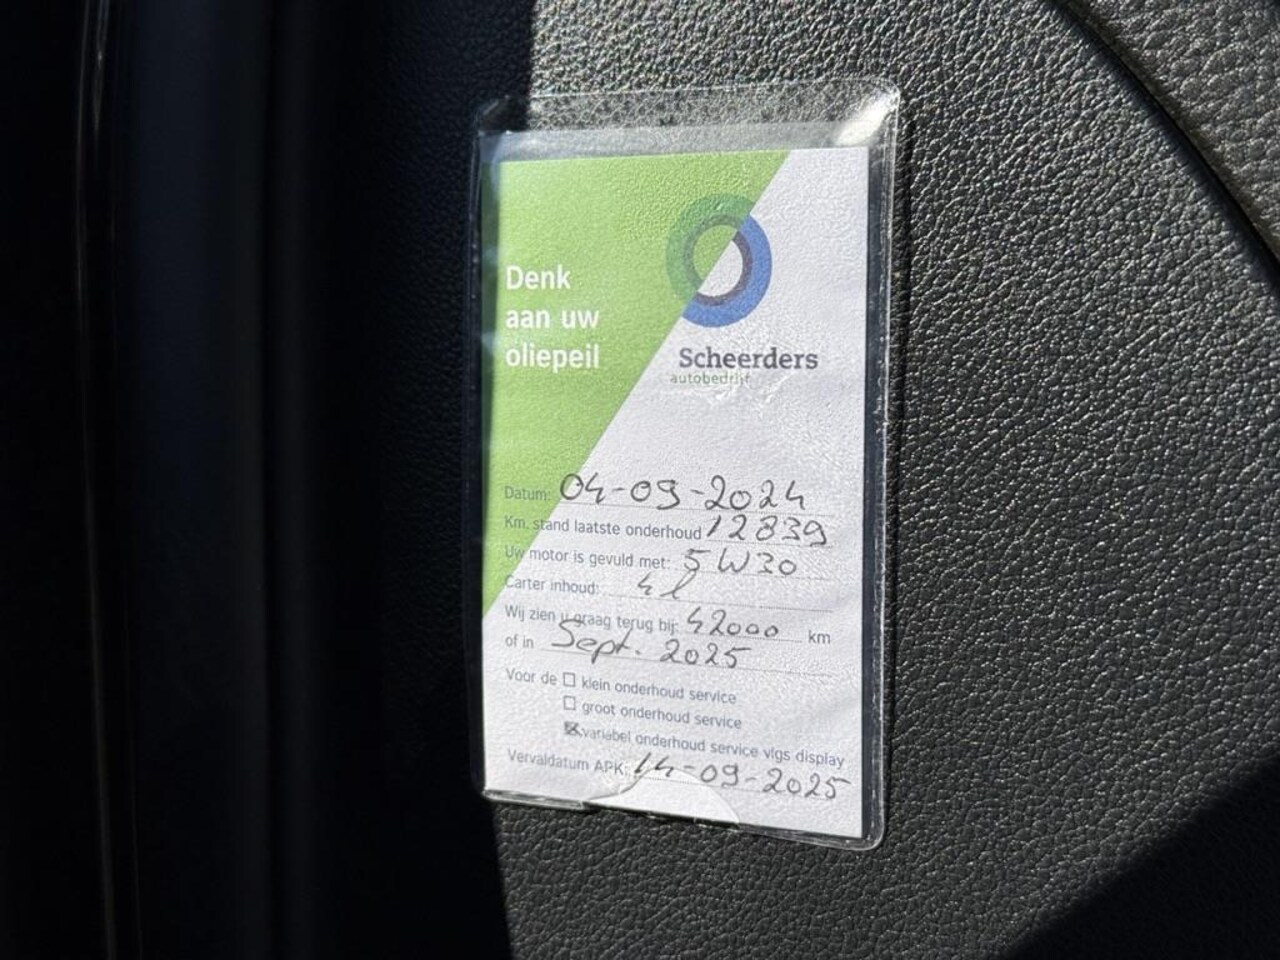 Denk
aan uw
oliepeil
Scheerders
autobedrijf
Datum: 04-09-2024
Km. stand laatste onderhoud 12839
Uw motor is gevuld met: 5W30
Carter inhoud: 4l
Wij zien u graag terug bij: 42000 km
of in Sept. 2025
Voor de ☐ klein onderhoud service
☐ groot onderhoud service
☒ variabel onderhoud service vlgs display
Vervaldatum APK: 14-09-2025